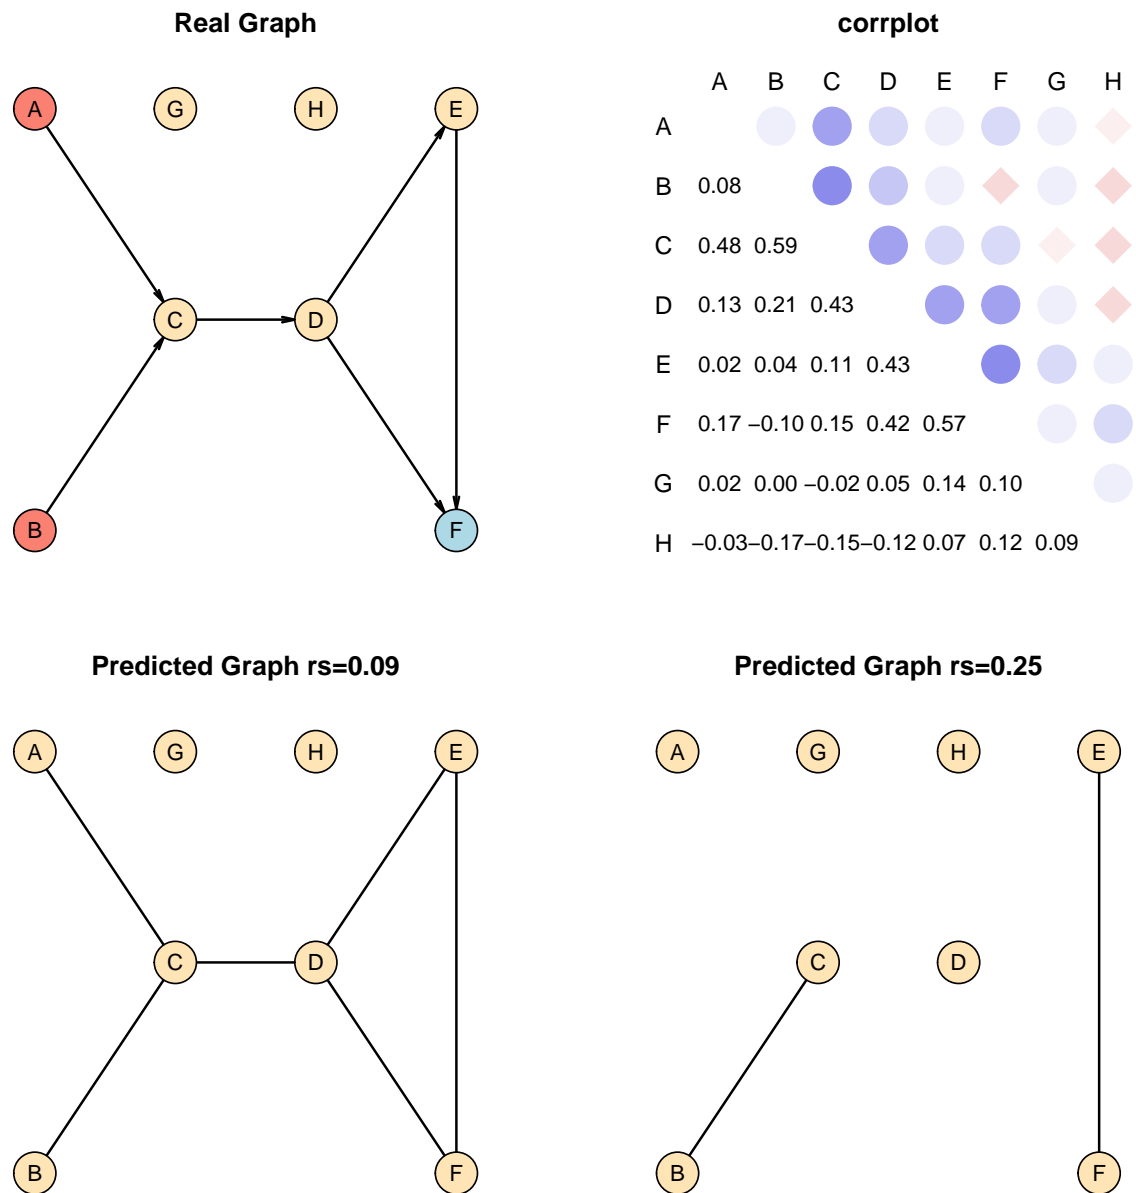 Real Graph
A G H E
C D
B F
corrplot
A B C D E F G H
A
B 0.08
C 0.48 0.59
D 0.13 0.21 0.43
E 0.02 0.04 0.11 0.43
F 0.17 −0.10 0.15 0.42 0.57
G 0.02 0.00 −0.02 0.05 0.14 0.10
H −0.03 −0.17 −0.15 −0.12 0.07 0.12 0.09
Predicted Graph rs=0.09
A G H E
C D
B F
Predicted Graph rs=0.25
A G H E
C D
B F